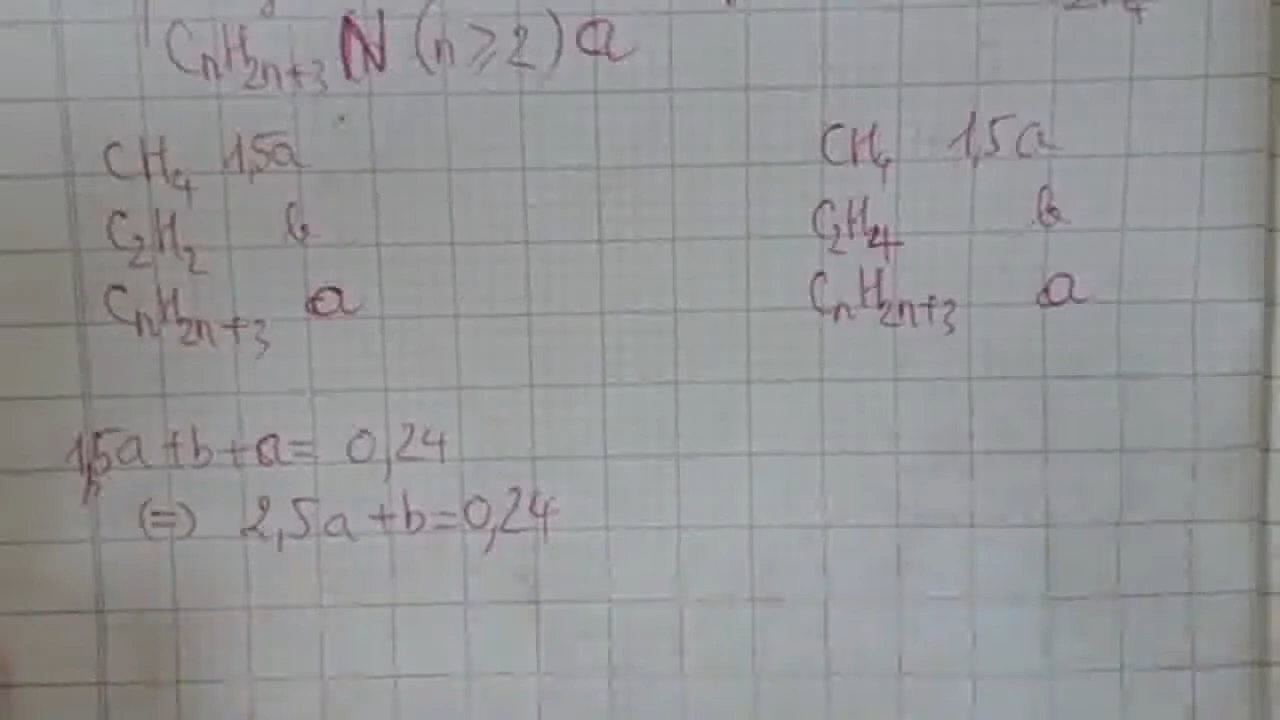 CnH2n+3 N (n ≥ 2) a
CH4 1,5a
C2H2 b
CnH2n+3 a
CH4 1,5a
C2H4 b
CnH2n+3 a
1,5a + b + a = 0,24
(=) 2,5a + b = 0,24